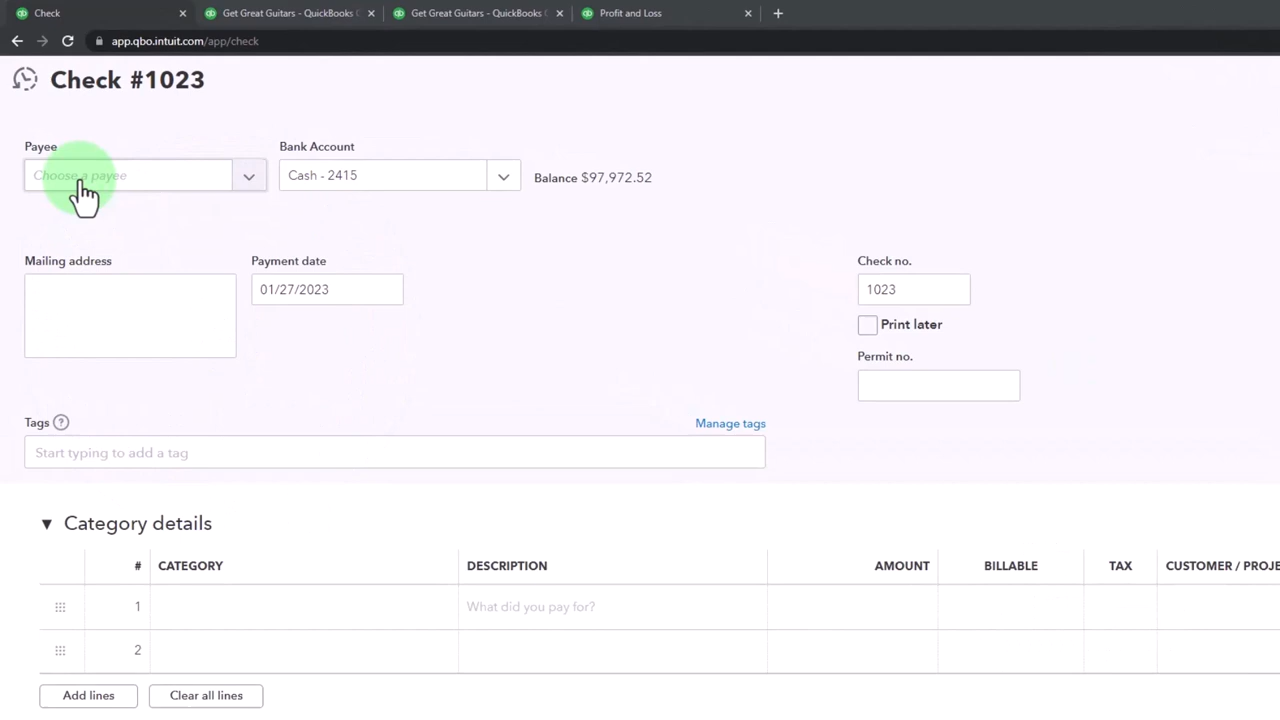 Check
Get Great Guitars - QuickBooks
Get Great Guitars - QuickBooks
Profit and Loss
app.qbo.intuit.com/app/check
Check #1023
Payee
Bank Account
Choose a payee
Cash - 2415
Balance $97,972.52
Mailing address
Payment date
Check no.
01/27/2023
1023
Print later
Permit no.
Tags ?
Manage tags
Start typing to add a tag
Category details
# CATEGORY DESCRIPTION AMOUNT BILLABLE TAX CUSTOMER / PROJE
1 What did you pay for?
2
Add lines
Clear all lines